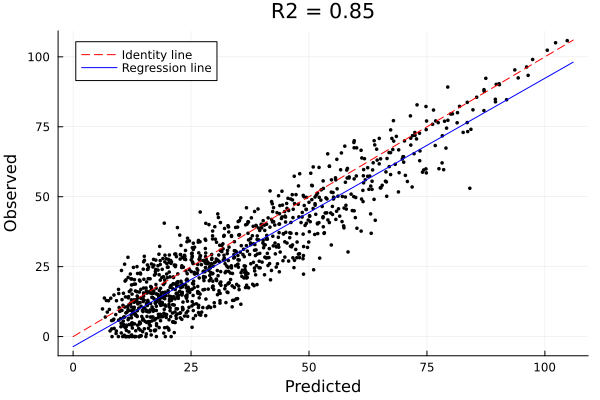 R2 = 0.85
Identity line
Regression line
100
75
50
25
0
Observed
0
25
50
75
100
Predicted